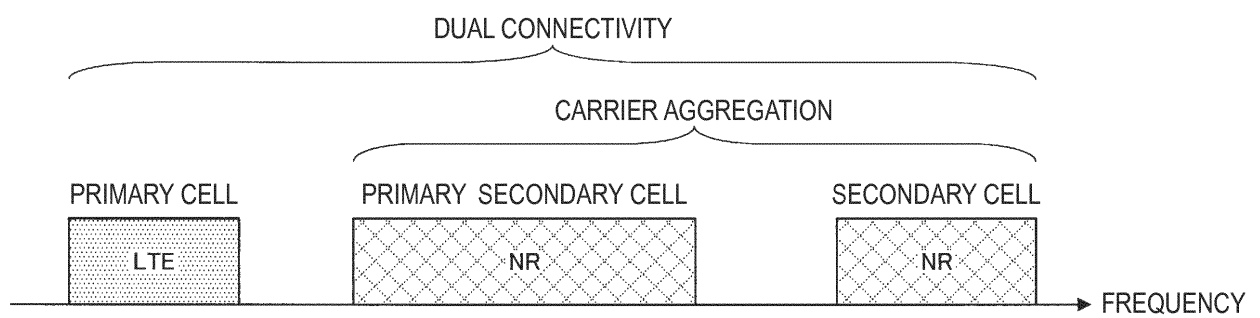 DUAL CONNECTIVITY
CARRIER AGGREGATION
PRIMARY CELL
PRIMARY SECONDARY CELL
SECONDARY CELL
LTE
NR
NR
FREQUENCY